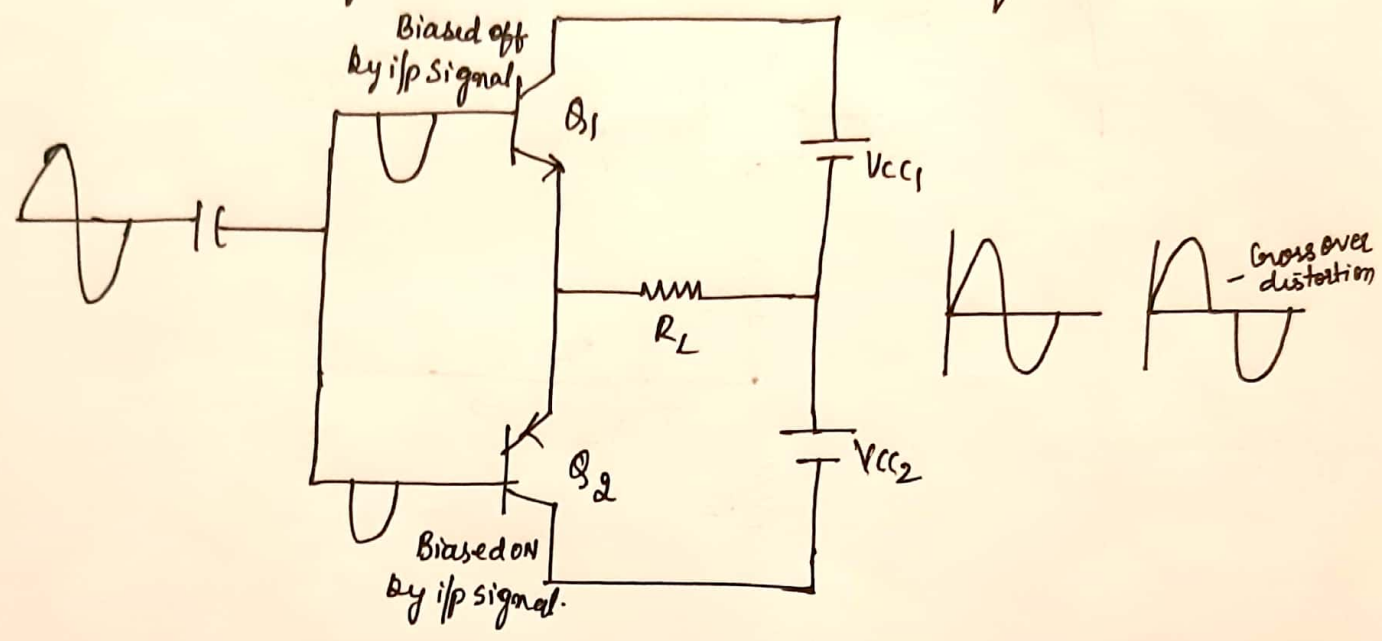 Biased off
by i/p signal
Q1
VCC1
Cross over
distortion
RL
Q2
VCC2
Biased ON
by i/p signal.